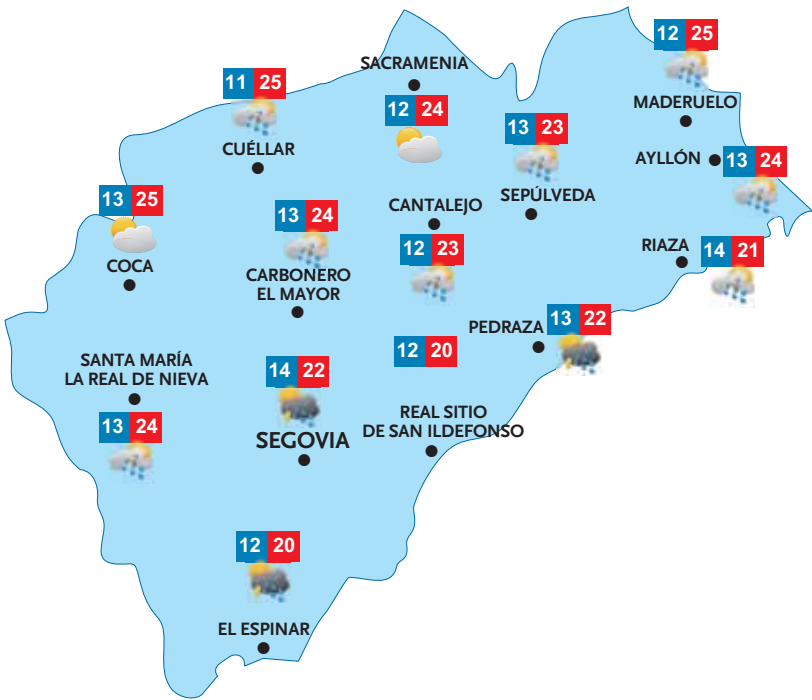 12 25
MADERUELO
SACRAMENIA
12 24
11 25
CUÉLLAR
13 23
SEPÚLVEDA
AYLLÓN 13 24
13 25
COCA
13 24
CARBONERO
EL MAYOR
CANTALEJO
12 23
RIAZA 14 21
PEDRAZA 13 22
12 20
REAL SITIO
DE SAN ILDEFONSO
SANTA MARÍA
LA REAL DE NIEVA
13 24
14 22
SEGOVIA
12 20
EL ESPINAR